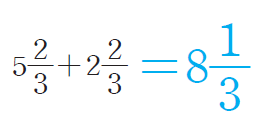 5 2/3 + 2 2/3 = 8 1/3